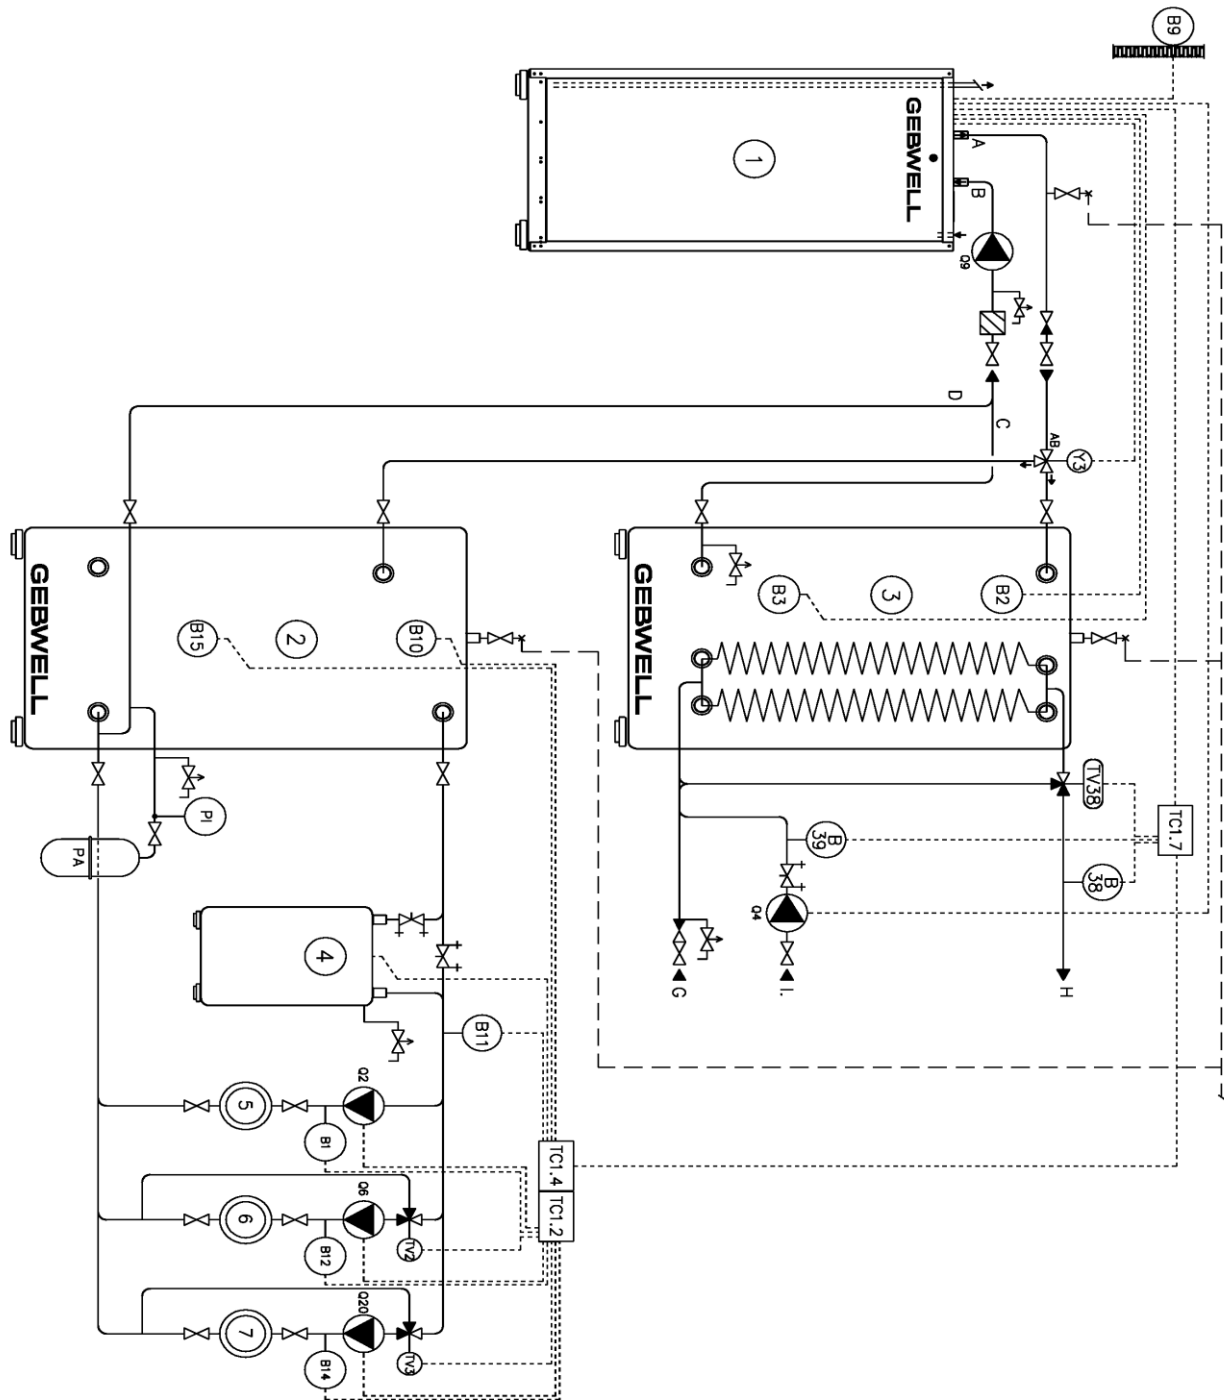 B9
TC1.7
B
38
TV38
Y3
H
AB
B2
C
A
B
Q9
D
GEBWELL
3
B
39
I.
B3
Q4
1
G
GEBWELL
TC1.4
TC1.2
B11
B10
TV2
TV3
Q2
Q6
Q20
4
B1
B12
B14
2
5
6
7
PI
B15
PA
GEBWELL